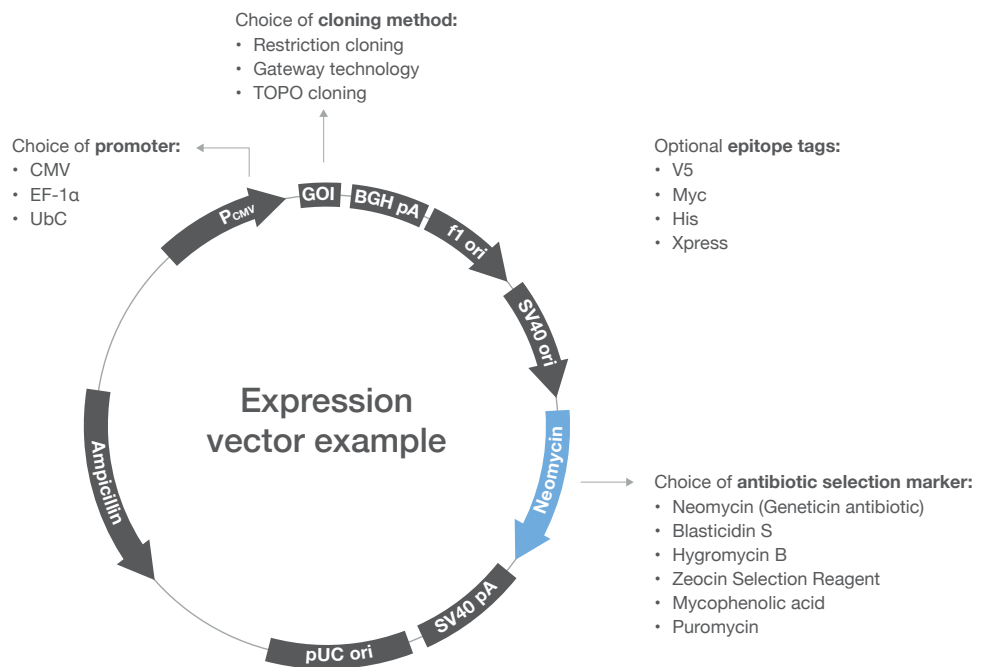 Choice of cloning method:
• Restriction cloning
• Gateway technology
• TOPO cloning
Choice of promoter:
• CMV
• EF-1α
• UbC
Optional epitope tags:
• V5
• Myc
• His
• Xpress
PCMV
GOI
BGH pA
f1 ori
SV40 ori
Neomycin
SV40 pA
pUC ori
Ampicillin
Expression
vector example
Choice of antibiotic selection marker:
• Neomycin (Geneticin antibiotic)
• Blasticidin S
• Hygromycin B
• Zeocin Selection Reagent
• Mycophenolic acid
• Puromycin